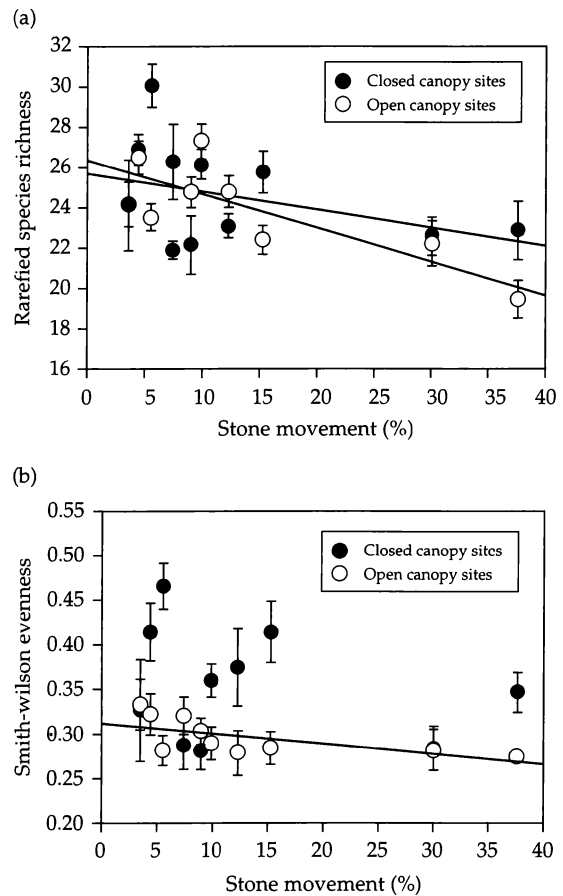 (a)
32
30
28
26
24
22
20
18
16
Rarefied species richness
Closed canopy sites
Open canopy sites
0 5 10 15 20 25 30 35 40
Stone movement (%)
(b)
0.55
0.50
0.45
0.40
0.35
0.30
0.25
0.20
Smith-wilson evenness
Closed canopy sites
Open canopy sites
0 5 10 15 20 25 30 35 40
Stone movement (%)